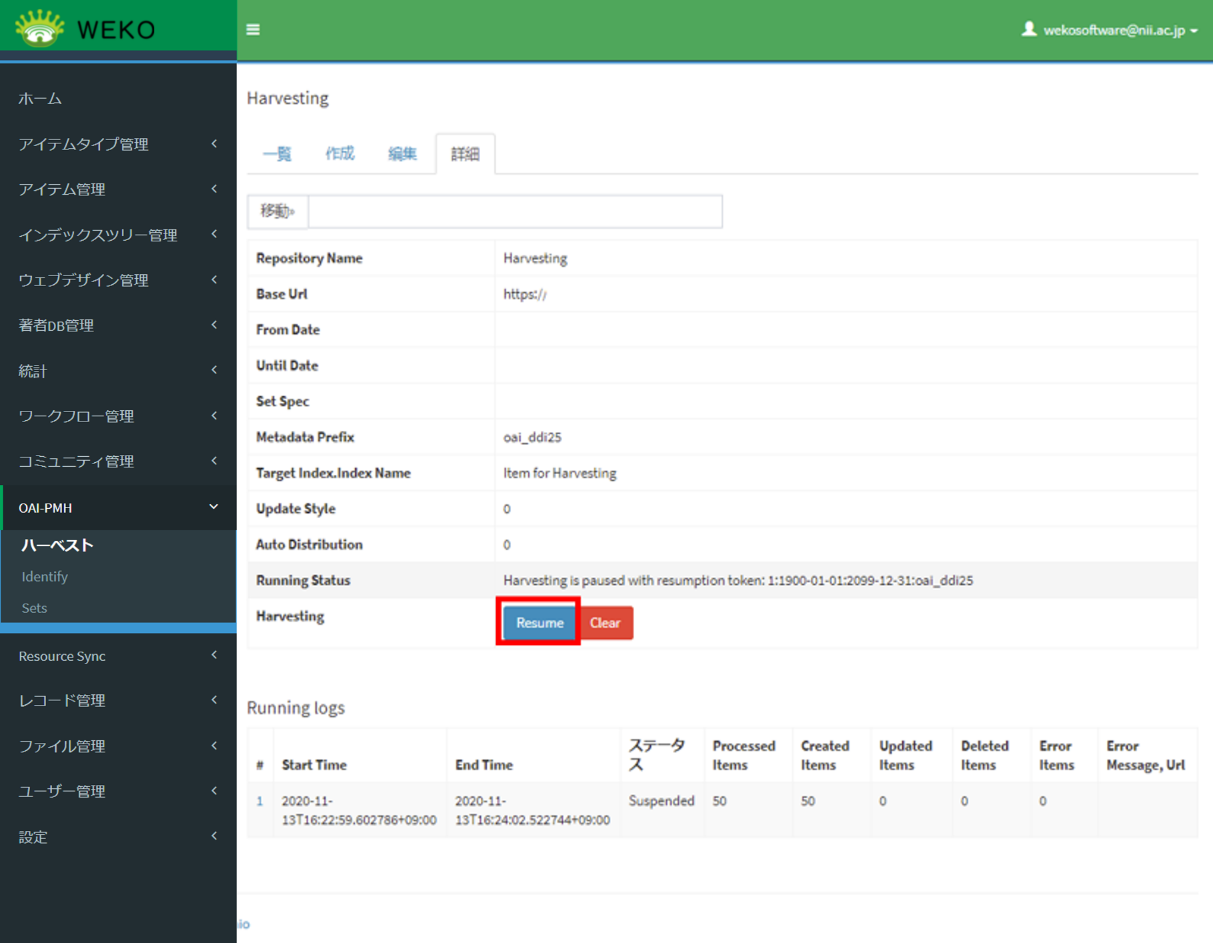 WEKO
wekosoftware@nii.ac.jp
ホーム
アイテムタイプ管理
アイテム管理
インデックスツリー管理
ウェブデザイン管理
著者DB管理
統計
ワークフロー管理
コミュニティ管理
OAI-PMH
ハーベスト
Identify
Sets
Resource Sync
レコード管理
ファイル管理
ユーザー管理
設定
Harvesting
一覧 作成 編集 詳細
移動»
Repository Name Harvesting
Base Url https://
From Date
Until Date
Set Spec
Metadata Prefix oai_ddi25
Target Index.Index Name Item for Harvesting
Update Style 0
Auto Distribution 0
Running Status Harvesting is paused with resumption token: 1:1900-01-01:2099-12-31:oai_ddi25
Harvesting Resume Clear
Running logs
# Start Time End Time ステータス Processed Items Created Items Updated Items Deleted Items Error Items Error Message, Url
1 2020-11-13T16:22:59.602786+09:00 2020-11-13T16:24:02.522744+09:00 Suspended 50 50 0 0 0